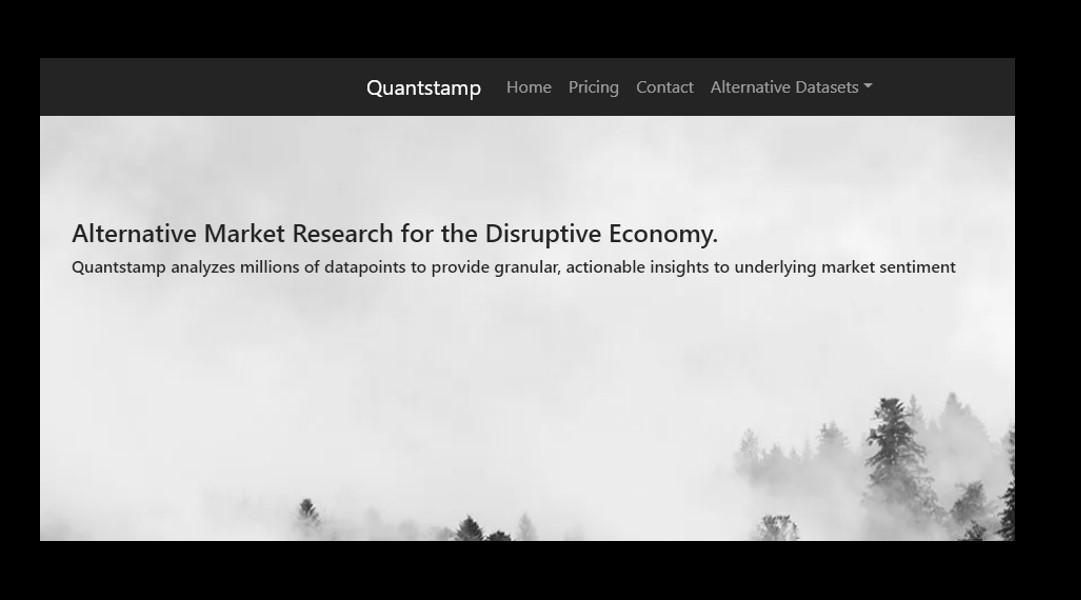 Quantstamp Home Pricing Contact Alternative Datasets
Alternative Market Research for the Disruptive Economy.
Quantstamp analyzes millions of datapoints to provide granular, actionable insights to underlying market sentiment